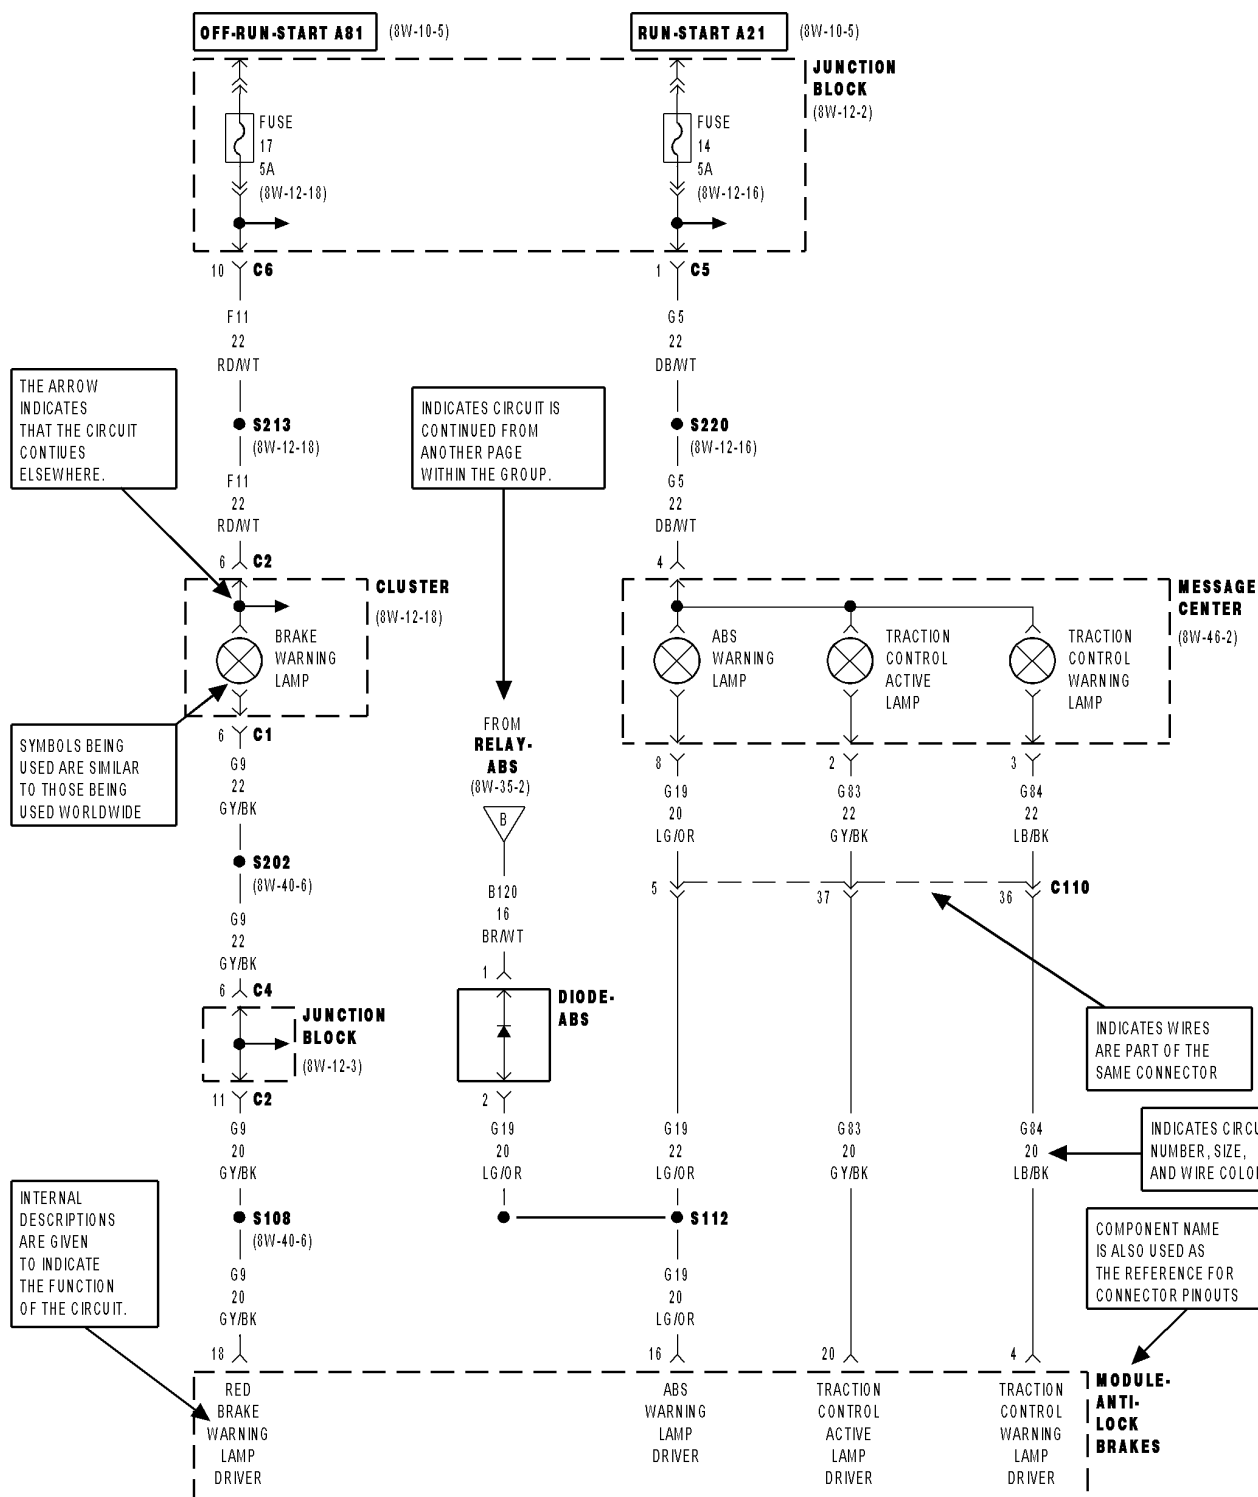 OFF-RUN-START A81
(8W-10-5)
RUN-START A21
(8W-10-5)
JUNCTION
BLOCK
(8W-12-2)
FUSE
17
5A
(8W-12-18)
FUSE
14
5A
(8W-12-16)
10
C6
1
C5
F11
22
RD/WT
G5
22
DB/WT
THE ARROW
INDICATES
THAT THE CIRCUIT
CONTIUES
ELSEWHERE.
INDICATES CIRCUIT IS
CONTINUED FROM
ANOTHER PAGE
WITHIN THE GROUP.
S213
(8W-12-18)
S220
(8W-12-16)
F11
22
RD/WT
G5
22
DB/WT
6
C2
4
CLUSTER
(8W-12-18)
BRAKE
WARNING
LAMP
MESSAGE
CENTER
(8W-46-2)
ABS
WARNING
LAMP
TRACTION
CONTROL
ACTIVE
LAMP
TRACTION
CONTROL
WARNING
LAMP
SYMBOLS BEING
USED ARE SIMILAR
TO THOSE BEING
USED WORLDWIDE
6
C1
G9
22
GY/BK
FROM
RELAY-
ABS
(8W-35-2)
B
8
2
3
G19
20
LG/OR
G83
22
GY/BK
G84
22
LB/BK
S202
(8W-40-6)
5
37
36
C110
G9
22
GY/BK
B120
16
BR/WT
6
C4
1
JUNCTION
BLOCK
(8W-12-3)
DIODE-
ABS
INDICATES WIRES
ARE PART OF THE
SAME CONNECTOR
11
C2
2
G9
20
GY/BK
G19
20
LG/OR
G19
22
LG/OR
G83
20
GY/BK
G84
20
LB/BK
INDICATES CIRCU
NUMBER, SIZE,
AND WIRE COLO
INTERNAL
DESCRIPTIONS
ARE GIVEN
TO INDICATE
THE FUNCTION
OF THE CIRCUIT.
S108
(8W-40-6)
S112
COMPONENT NAME
IS ALSO USED AS
THE REFERENCE FOR
CONNECTOR PINOUTS
G9
20
GY/BK
G19
20
LG/OR
18
16
20
4
RED
BRAKE
WARNING
LAMP
DRIVER
ABS
WARNING
LAMP
DRIVER
TRACTION
CONTROL
ACTIVE
LAMP
DRIVER
TRACTION
CONTROL
WARNING
LAMP
DRIVER
MODULE-
ANTI-
LOCK
BRAKES